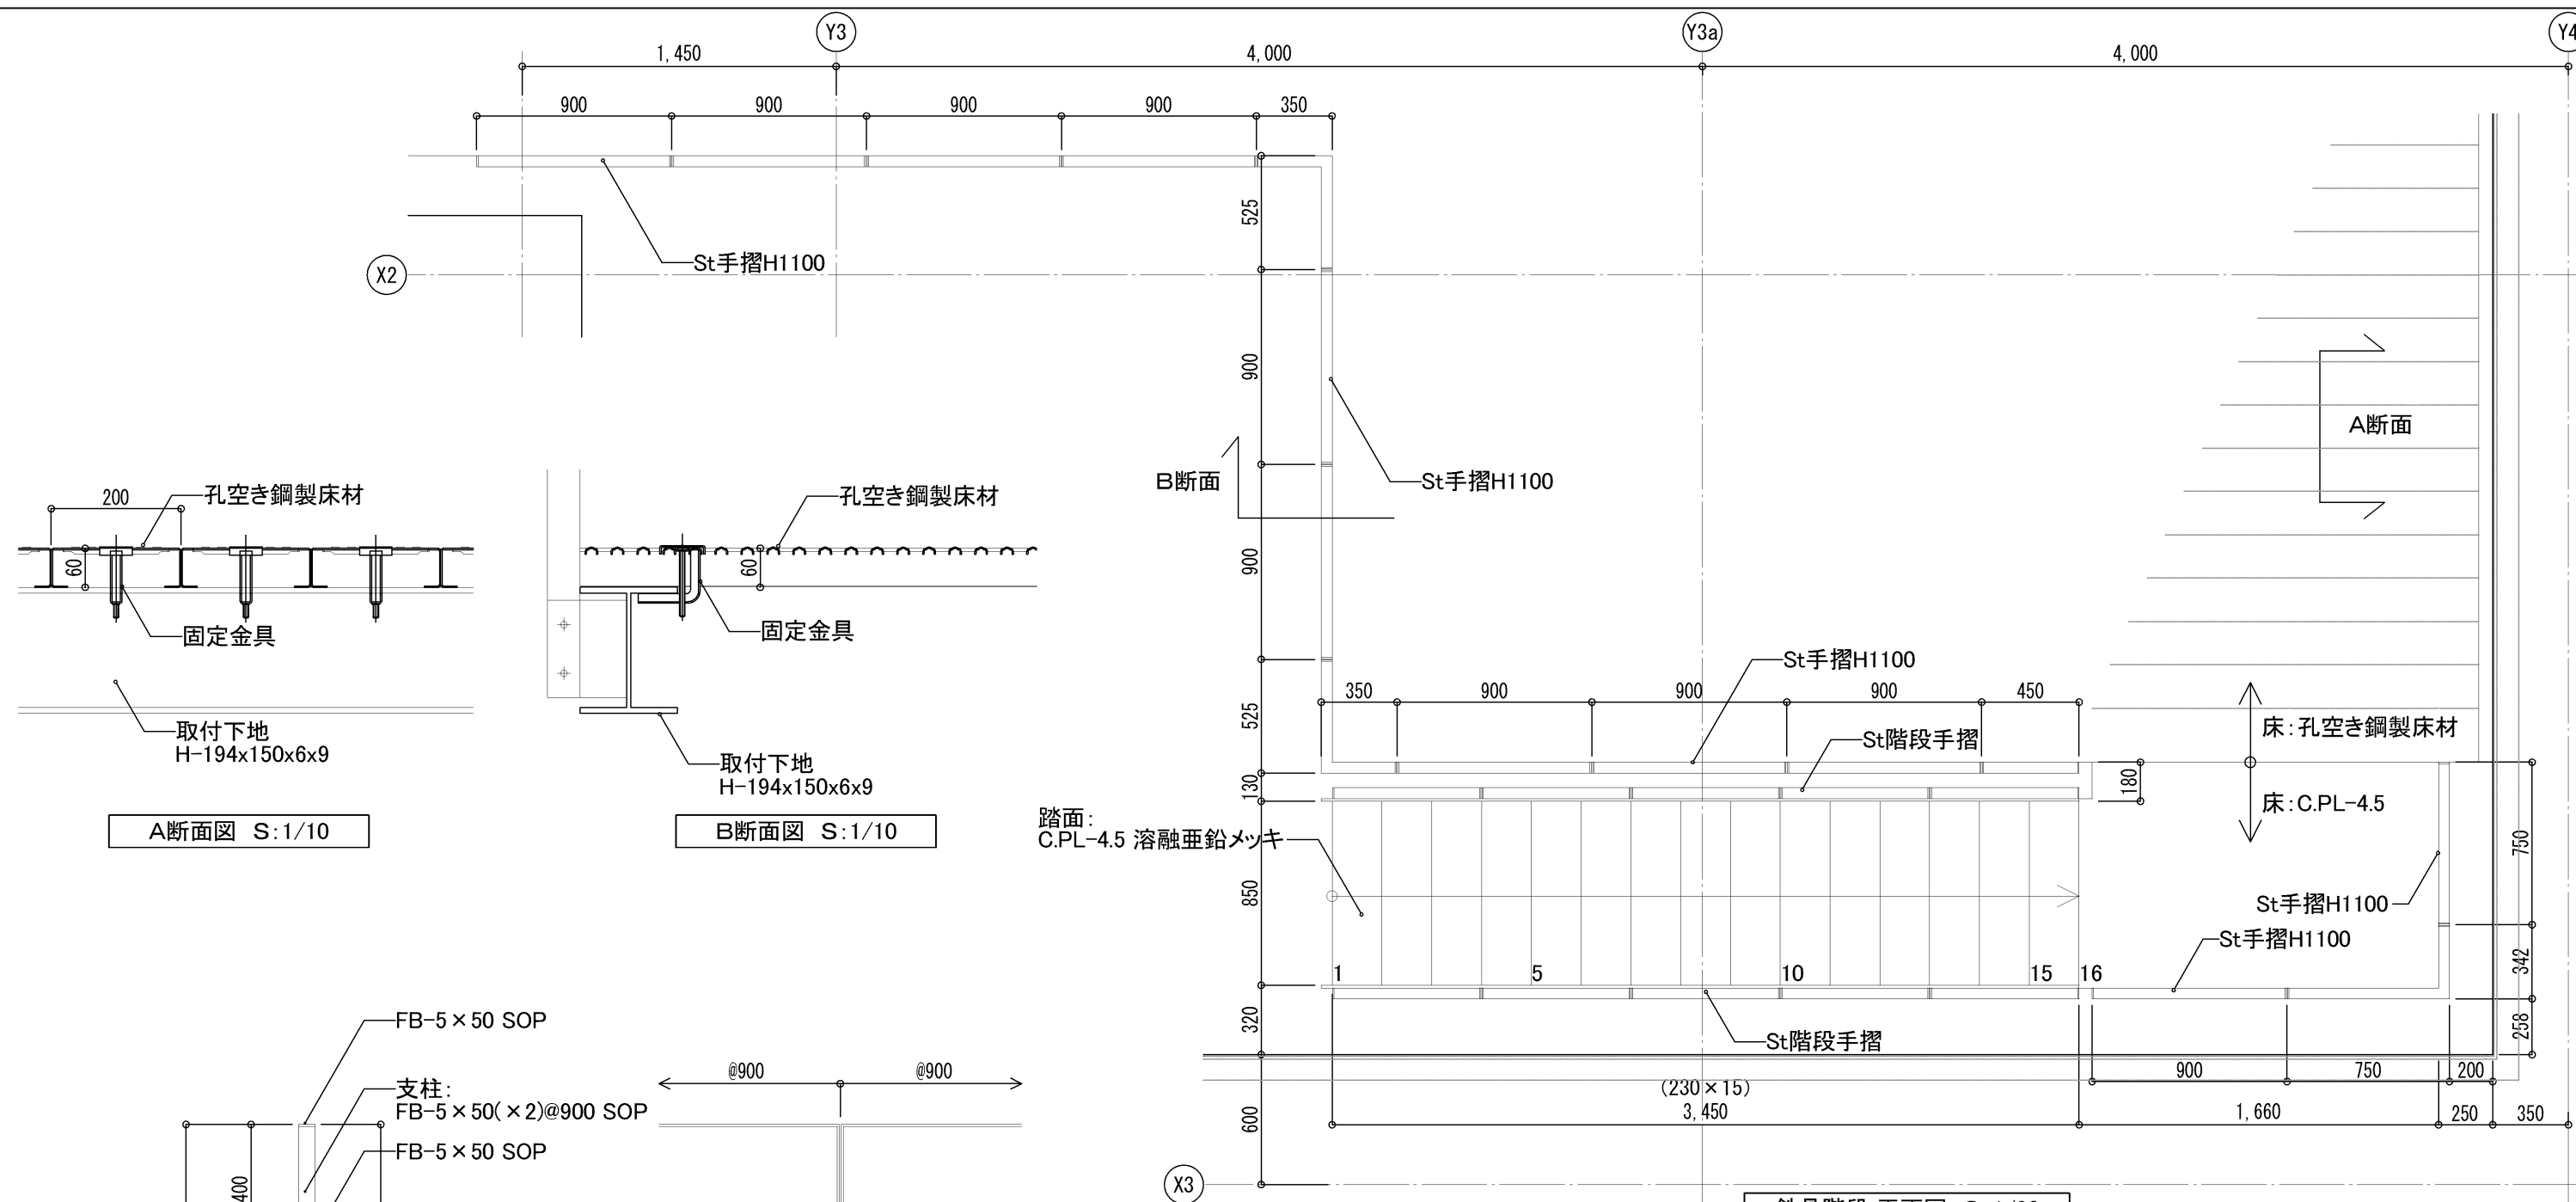 Y3
Y3a
Y4
1,450
4,000
4,000
900
900
900
900
350
525
St手摺H1100
X2
900
A断面
B断面
St手摺H1100
200
孔空き鋼製床材
孔空き鋼製床材
60
60
900
固定金具
固定金具
St手摺H1100
350
900
900
900
450
525
取付下地
H-194x150x6x9
取付下地
H-194x150x6x9
St階段手摺
床:孔空き鋼製床材
180
130
床:C.PL-4.5
A断面図 S:1/10
B断面図 S:1/10
踏面:
C.PL-4.5 溶融亜鉛メッキ
750
850
St手摺H1100
St手摺H1100
342
1
5
10
15
16
FB-5×50 SOP
320
St階段手摺
258
@900
@900
支柱:
FB-5×50(×2)@900 SOP
900
750
200
(230×15)
3,450
1,660
250
350
600
FB-5×50 SOP
400
X3